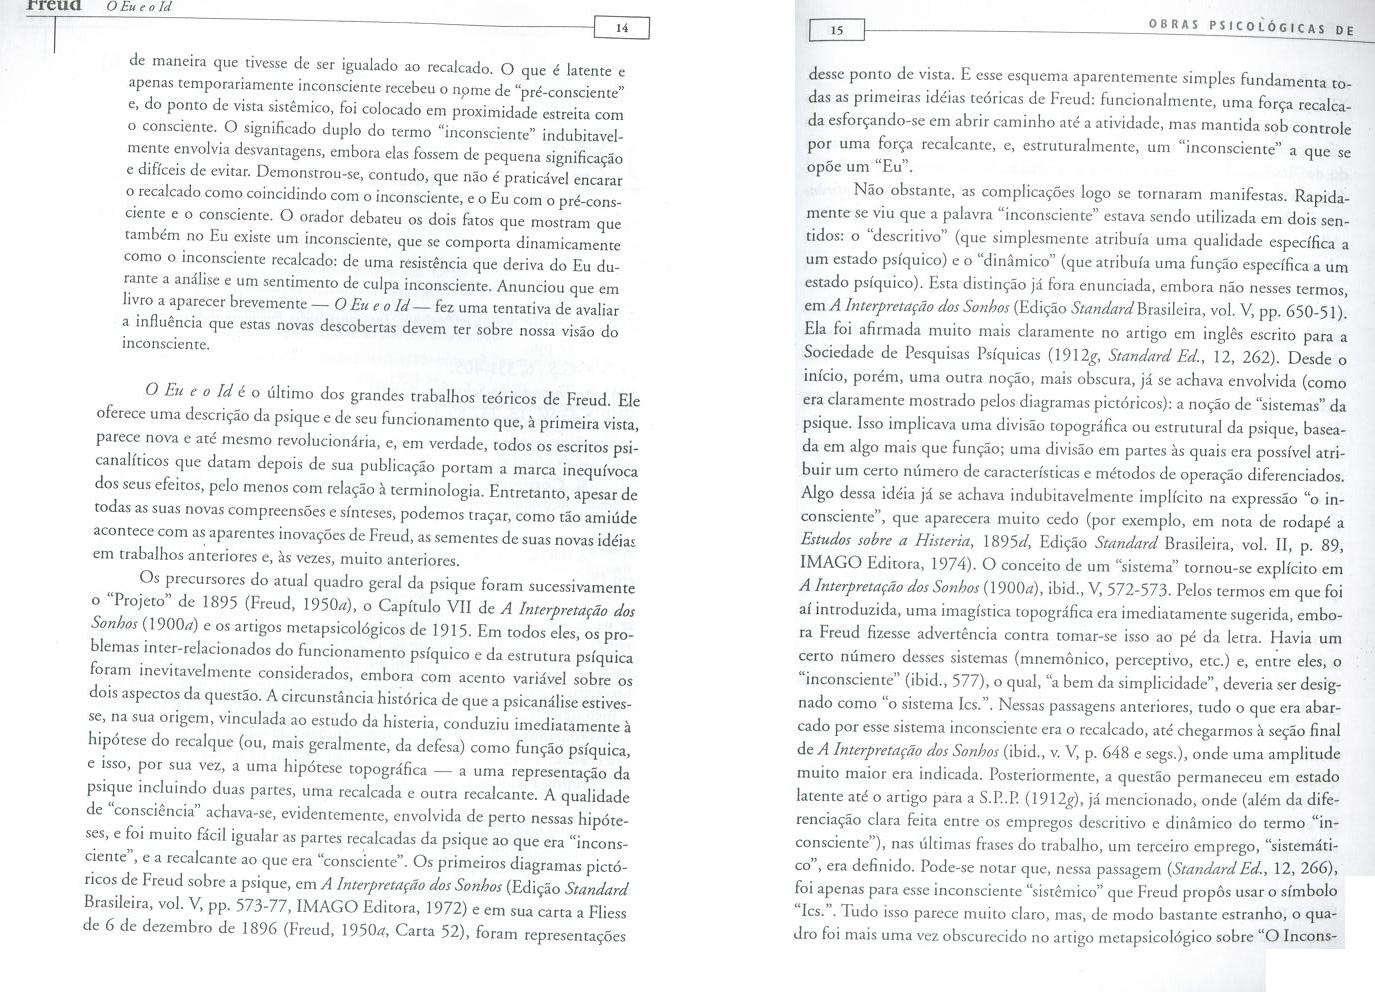 Freud O Eu e o Id
14
de maneira que tivesse de ser igualado ao recalcado. O que é latente e
apenas temporariamente inconsciente recebeu o nome de “pré-consciente”
e, do ponto de vista sistêmico, foi colocado em proximidade estreita com
o consciente. O significado duplo do termo “inconsciente” indubitavel-
mente envolvia desvantagens, embora elas fossem de pequena significação
e difíceis de evitar. Demonstrou-se, contudo, que não é praticável encarar
o recalcado como coincidindo com o inconsciente, e o Eu com o pré-cons-
ciente e o consciente. O orador debateu os dois fatos que mostram que
também no Eu existe um inconsciente, que se comporta dinamicamente
como o inconsciente recalcado: de uma resistência que deriva do Eu du-
rante a análise e um sentimento de culpa inconsciente. Anunciou que em
livro a aparecer brevemente — O Eu e o Id — fez uma tentativa de avaliar
a influência que estas novas descobertas devem ter sobre nossa visão do
inconsciente.
O Eu e o Id é o último dos grandes trabalhos teóricos de Freud. Ele
oferece uma descrição da psique e de seu funcionamento que, à primeira vista,
parece nova e até mesmo revolucionária, e, em verdade, todos os escritos psi-
canalíticos que datam depois de sua publicação portam a marca inequívoca
dos seus efeitos, pelo menos com relação à terminologia. Entretanto, apesar de
todas as suas novas compreensões e sínteses, podemos traçar, como tão amiúde
acontece com as aparentes inovações de Freud, as sementes de suas novas idéias
em trabalhos anteriores e, às vezes, muito anteriores.
Os precursores do atual quadro geral da psique foram sucessivamente
o “Projeto” de 1895 (Freud, 1950a), o Capítulo VII de A Interpretação dos
Sonhos (1900a) e os artigos metapsicológicos de 1915. Em todos eles, os pro-
blemas inter-relacionados do funcionamento psíquico e da estrutura psíquica
foram inevitavelmente considerados, embora com acento variável sobre os
dois aspectos da questão. A circunstância histórica de que a psicanálise estives-
se, na sua origem, vinculada ao estudo da histeria, conduziu imediatamente à
hipótese do recalque (ou, mais geralmente, da defesa) como função psíquica,
e isso, por sua vez, a uma hipótese topográfica — a uma representação da
psique incluindo duas partes, uma recalcada e outra recalcante. A qualidade
de “consciência” achava-se, evidentemente, envolvida de perto nessas hipóte-
ses, e foi muito fácil igualar as partes recalcadas da psique ao que era “incons-
ciente”, e a recalcante ao que era “consciente”. Os primeiros diagramas pictó-
ricos de Freud sobre a psique, em A Interpretação dos Sonhos (Edição Standard
Brasileira, vol. V, pp. 573-77, IMAGO Editora, 1972) e em sua carta a Fliess
de 6 de dezembro de 1896 (Freud, 1950a, Carta 52), foram representações
15
OBRAS PSICOLÓGICAS DE
desse ponto de vista. E esse esquema aparentemente simples fundamenta to-
das as primeiras idéias teóricas de Freud: funcionalmente, uma força recalca-
da esforçando-se em abrir caminho até a atividade, mas mantida sob controle
por uma força recalcante, e, estruturalmente, um “inconsciente” a que se
opõe um “Eu”.
Não obstante, as complicações logo se tornaram manifestas. Rapida-
mente se viu que a palavra “inconsciente” estava sendo utilizada em dois sen-
tidos: o “descritivo” (que simplesmente atribuía uma qualidade específica a
um estado psíquico) e o “dinâmico” (que atribuía uma função específica a um
estado psíquico). Esta distinção já fora enunciada, embora não nesses termos,
em A Interpretação dos Sonhos (Edição Standard Brasileira, vol. V, pp. 650-51).
Ela foi afirmada muito mais claramente no artigo em inglês escrito para a
Sociedade de Pesquisas Psíquicas (1912g, Standard Ed., 12, 262). Desde o
início, porém, uma outra noção, mais obscura, já se achava envolvida (como
era claramente mostrado pelos diagramas pictóricos): a noção de “sistemas” da
psique. Isso implicava uma divisão topográfica ou estrutural da psique, basea-
da em algo mais que função; uma divisão em partes às quais era possível atri-
buir um certo número de características e métodos de operação diferenciados.
Algo dessa idéia já se achava indubitavelmente implícito na expressão “o in-
consciente”, que aparecera muito cedo (por exemplo, em nota de rodapé a
Estudos sobre a Histeria, 1895d, Edição Standard Brasileira, vol. II, p. 89,
IMAGO Editora, 1974). O conceito de um “sistema” tornou-se explícito em
A Interpretação dos Sonhos (1900a), ibid., V, 572-573. Pelos termos em que foi
aí introduzida, uma imagística topográfica era imediatamente sugerida, embo-
ra Freud fizesse advertência contra tomar-se isso ao pé da letra. Havia um
certo número desses sistemas (mnemônico, perceptivo, etc.) e, entre eles, o
“inconsciente” (ibid., 577), o qual, “a bem da simplicidade”, deveria ser desig-
nado como “o sistema Ics.”. Nessas passagens anteriores, tudo o que era abar-
cado por esse sistema inconsciente era o recalcado, até chegarmos à seção final
de A Interpretação dos Sonhos (ibid., v. V, p. 648 e segs.), onde uma amplitude
muito maior era indicada. Posteriormente, a questão permaneceu em estado
latente até o artigo para a S.P..P. (1912g), já mencionado, onde (além da dife-
renciação clara feita entre os empregos descritivo e dinâmico do termo “in-
consciente”), nas últimas frases do trabalho, um terceiro emprego, “sistemáti-
co”, era definido. Pode-se notar que, nessa passagem (Standard Ed., 12, 266),
foi apenas para esse inconsciente “sistêmico” que Freud propôs usar o símbolo
“Ics.”. Tudo isso parece muito claro, mas, de modo bastante estranho, o qua-
dro foi mais uma vez obscurecido no artigo metapsicológico sobre “O Incons-